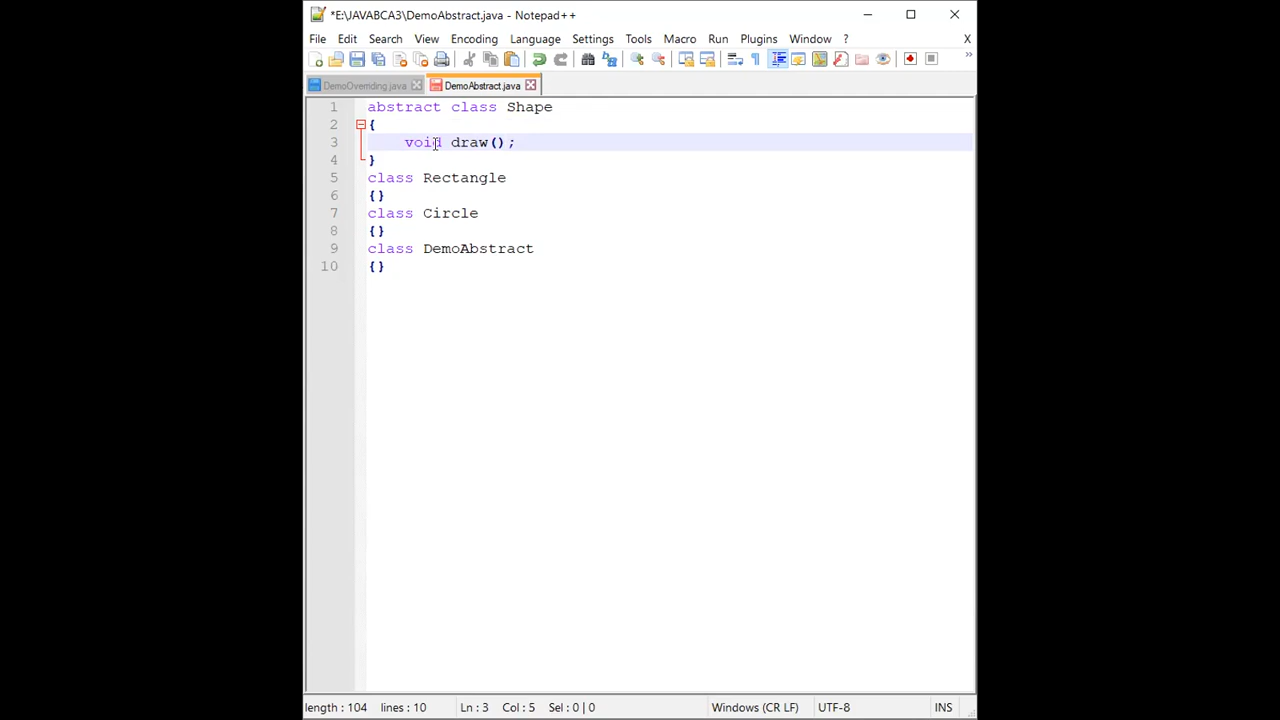 *E:\JAVABCA3\DemoAbstract.java - Notepad++
File Edit Search View Encoding Language Settings Tools Macro Run Plugins Window ? X
DemoOverriding.java DemoAbstract.java
1 abstract class Shape
2 {
3 void draw();
4 }
5 class Rectangle
6 {}
7 class Circle
8 {}
9 class DemoAbstract
10 {}
length : 104 lines : 10 Ln : 3 Col : 5 Sel : 0 | 0 Windows (CR LF) UTF-8 INS